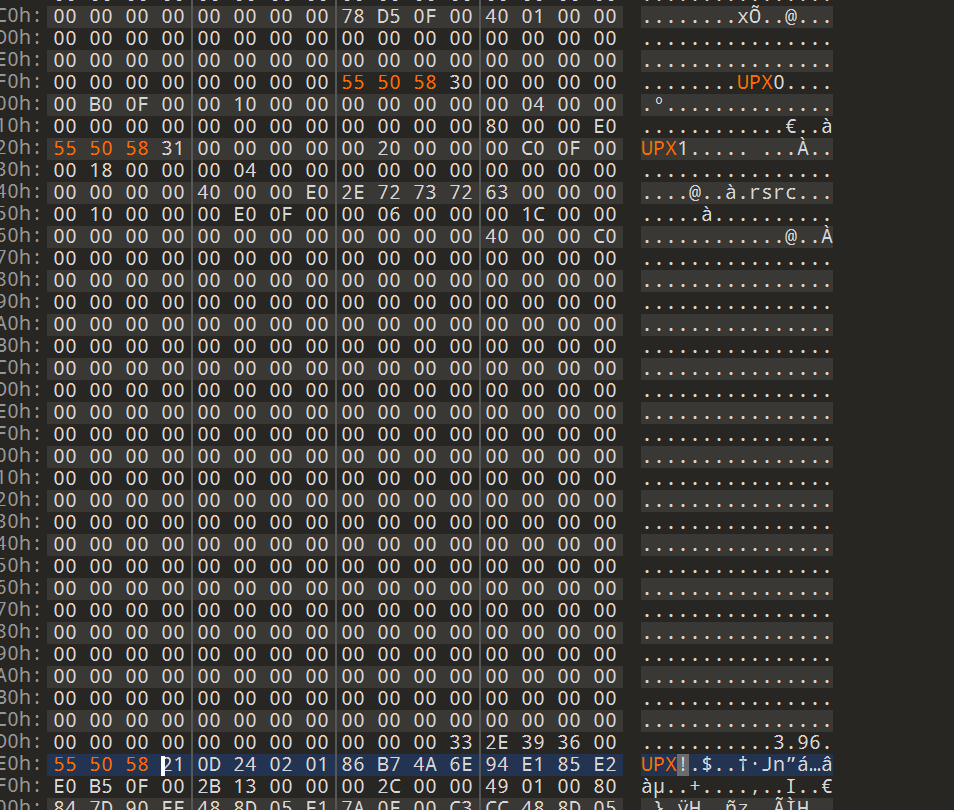 C0h: 00 00 00 00 00 00 00 00 78 D5 0F 00 40 01 00 00 ........xÕ..@...
D0h: 00 00 00 00 00 00 00 00 00 00 00 00 00 00 00 00 ................
E0h: 00 00 00 00 00 00 00 00 00 00 00 00 00 00 00 00 ................
F0h: 00 00 00 00 00 00 00 00 55 50 58 30 00 00 00 00 ........UPX0....
00h: 00 B0 0F 00 00 10 00 00 00 00 00 00 00 04 00 00 .°..............
10h: 00 00 00 00 00 00 00 00 00 00 00 00 80 00 00 E0 ............€..à
20h: 55 50 58 31 00 00 00 00 00 20 00 00 00 C0 0F 00 UPX1..... ...À..
30h: 00 18 00 00 00 04 00 00 00 00 00 00 00 00 00 00 ................
40h: 00 00 00 00 40 00 00 E0 2E 72 73 72 63 00 00 00 ....@..à.rsrc...
50h: 00 10 00 00 00 E0 0F 00 00 06 00 00 00 1C 00 00 .....à..........
60h: 00 00 00 00 00 00 00 00 00 00 00 00 40 00 00 C0 ............@..À
70h: 00 00 00 00 00 00 00 00 00 00 00 00 00 00 00 00 ................
80h: 00 00 00 00 00 00 00 00 00 00 00 00 00 00 00 00 ................
90h: 00 00 00 00 00 00 00 00 00 00 00 00 00 00 00 00 ................
A0h: 00 00 00 00 00 00 00 00 00 00 00 00 00 00 00 00 ................
B0h: 00 00 00 00 00 00 00 00 00 00 00 00 00 00 00 00 ................
C0h: 00 00 00 00 00 00 00 00 00 00 00 00 00 00 00 00 ................
D0h: 00 00 00 00 00 00 00 00 00 00 00 00 00 00 00 00 ................
E0h: 00 00 00 00 00 00 00 00 00 00 00 00 00 00 00 00 ................
F0h: 00 00 00 00 00 00 00 00 00 00 00 00 00 00 00 00 ................
00h: 00 00 00 00 00 00 00 00 00 00 00 00 00 00 00 00 ................
10h: 00 00 00 00 00 00 00 00 00 00 00 00 00 00 00 00 ................
20h: 00 00 00 00 00 00 00 00 00 00 00 00 00 00 00 00 ................
30h: 00 00 00 00 00 00 00 00 00 00 00 00 00 00 00 00 ................
40h: 00 00 00 00 00 00 00 00 00 00 00 00 00 00 00 00 ................
50h: 00 00 00 00 00 00 00 00 00 00 00 00 00 00 00 00 ................
60h: 00 00 00 00 00 00 00 00 00 00 00 00 00 00 00 00 ................
70h: 00 00 00 00 00 00 00 00 00 00 00 00 00 00 00 00 ................
80h: 00 00 00 00 00 00 00 00 00 00 00 00 00 00 00 00 ................
90h: 00 00 00 00 00 00 00 00 00 00 00 00 00 00 00 00 ................
A0h: 00 00 00 00 00 00 00 00 00 00 00 00 00 00 00 00 ................
B0h: 00 00 00 00 00 00 00 00 00 00 00 00 00 00 00 00 ................
C0h: 00 00 00 00 00 00 00 00 00 00 00 00 00 00 00 00 ................
D0h: 00 00 00 00 00 00 00 00 00 00 00 33 2E 39 36 00 ...........3.96.
E0h: 55 50 58 21 0D 24 02 01 86 B7 4A 6E 94 E1 85 E2 UPX!.$..†·Jn”á…â
F0h: E0 B5 0F 00 2B 13 00 00 00 2C 00 00 49 01 00 80 àµ..+....,..I..€